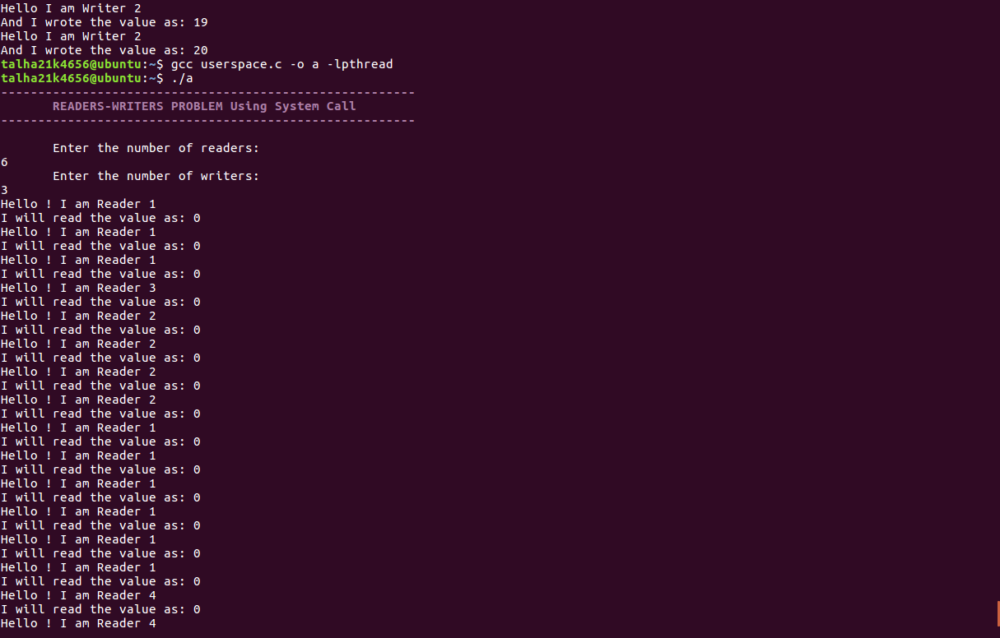 Hello I am Writer 2
And I wrote the value as: 19
Hello I am Writer 2
And I wrote the value as: 20
talha21k4656@ubuntu:~$ gcc userspace.c -o a -lpthread
talha21k4656@ubuntu:~$ ./a
--------------------------------------------------------
READERS-WRITERS PROBLEM Using System Call
--------------------------------------------------------
Enter the number of readers:
6
Enter the number of writers:
3
Hello ! I am Reader 1
I will read the value as: 0
Hello ! I am Reader 1
I will read the value as: 0
Hello ! I am Reader 1
I will read the value as: 0
Hello ! I am Reader 3
I will read the value as: 0
Hello ! I am Reader 2
I will read the value as: 0
Hello ! I am Reader 2
I will read the value as: 0
Hello ! I am Reader 2
I will read the value as: 0
Hello ! I am Reader 2
I will read the value as: 0
Hello ! I am Reader 1
I will read the value as: 0
Hello ! I am Reader 1
I will read the value as: 0
Hello ! I am Reader 1
I will read the value as: 0
Hello ! I am Reader 1
I will read the value as: 0
Hello ! I am Reader 1
I will read the value as: 0
Hello ! I am Reader 1
I will read the value as: 0
Hello ! I am Reader 4
I will read the value as: 0
Hello ! I am Reader 4